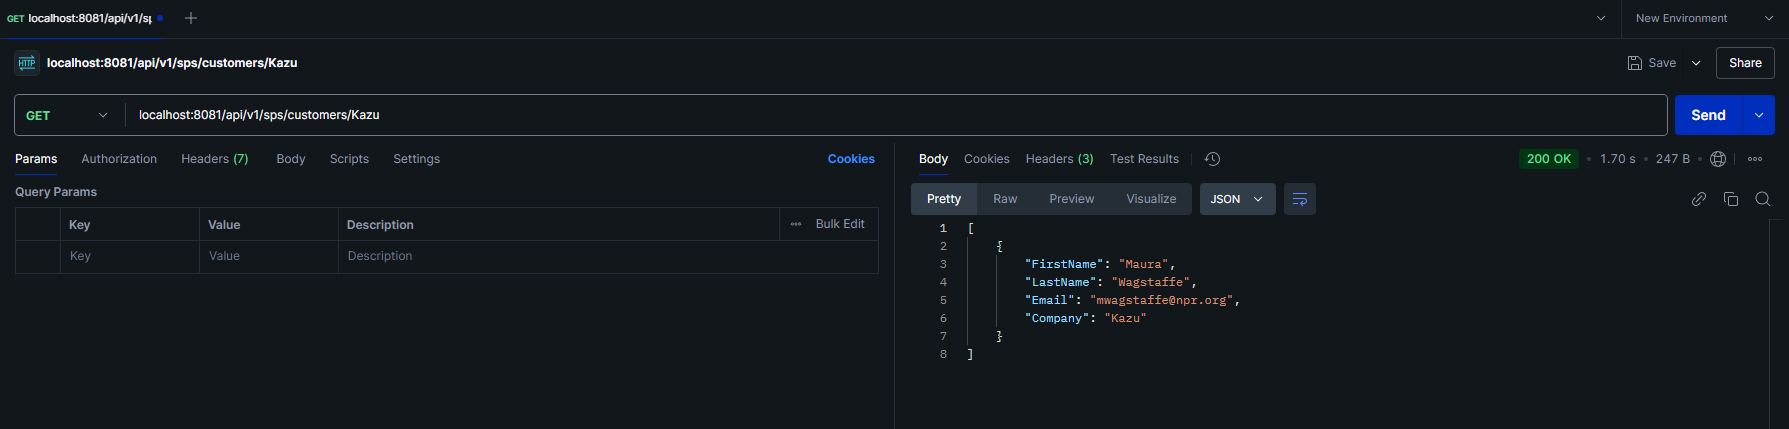 GET localhost:8081/api/v1/sp
New Environment
HTTP localhost:8081/api/v1/sps/customers/Kazu
Save
Share
GET localhost:8081/api/v1/sps/customers/Kazu
Send
Params Authorization Headers (7) Body Scripts Settings Cookies
Query Params
Key Value Description ••• Bulk Edit
Key Value Description
Body Cookies Headers (3) Test Results 200 OK • 1.70 s • 247 B •
Pretty Raw Preview Visualize JSON
1 [
2 {
3 "FirstName": "Maura",
4 "LastName": "Wagstaffe",
5 "Email": "mwagstaffe@npr.org",
6 "Company": "Kazu"
7 }
8 ]